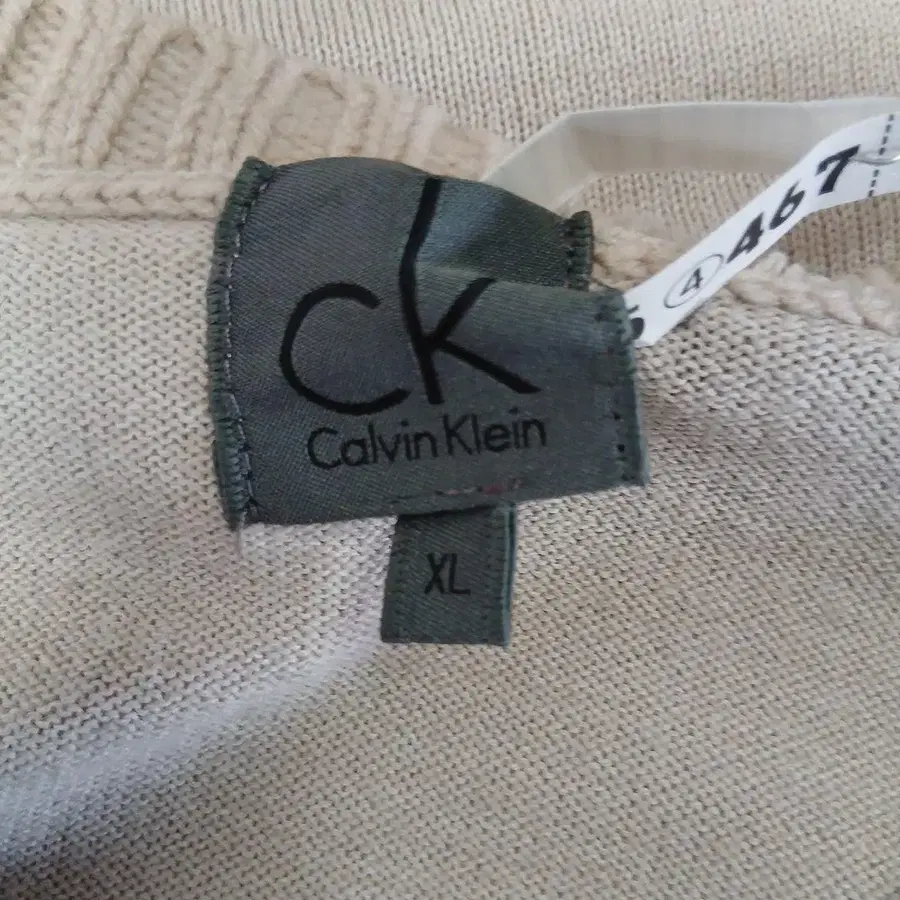 ck
Calvin Klein
XL
④ 467